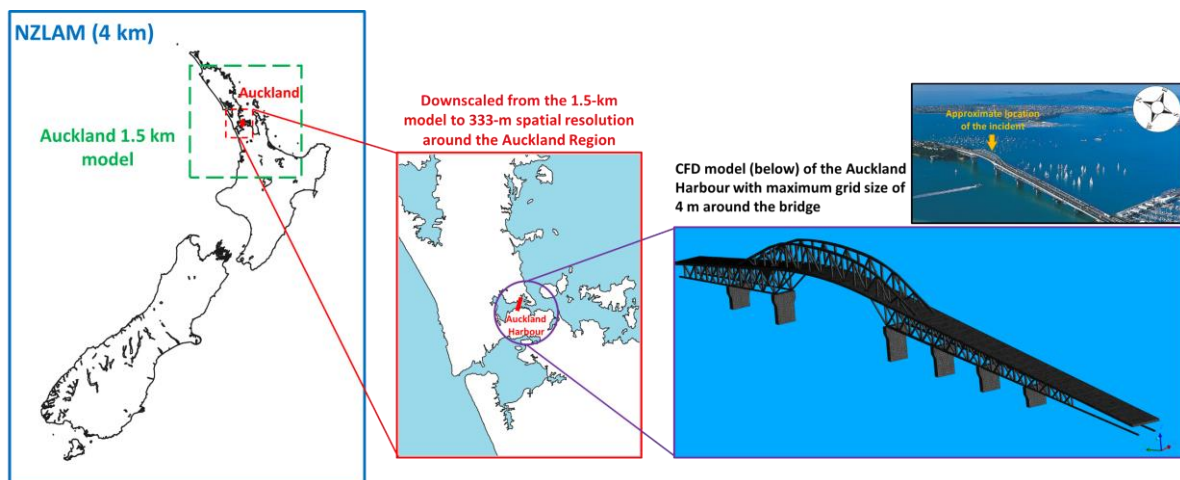 NZLAM (4 km)
Auckland
Auckland 1.5 km
model
Downscaled from the 1.5-km
model to 333-m spatial resolution
around the Auckland Region
Auckland
Harbour
Approximate location
of the incident
CFD model (below) of the Auckland
Harbour with maximum grid size of
4 m around the bridge